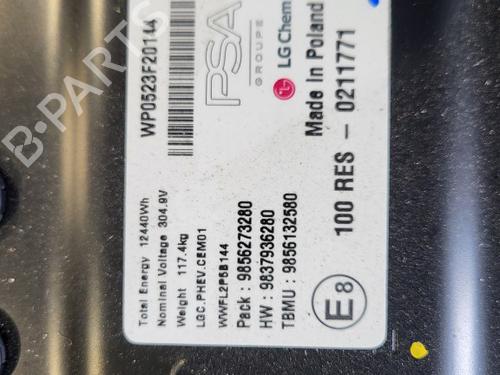 WP0523F20144
PSA
GROUPE
LG Chem
Made in Poland
Total Energy 12440Wh
Nominal Voltage 304.9V
Weight 117.4kg
LGC.PHEV.CEM01
WWFL2P6B144
Pack : 9856273280
HW : 9837936280
TBMU : 9856132580
E8
100 RES - 0211771
B-Parts